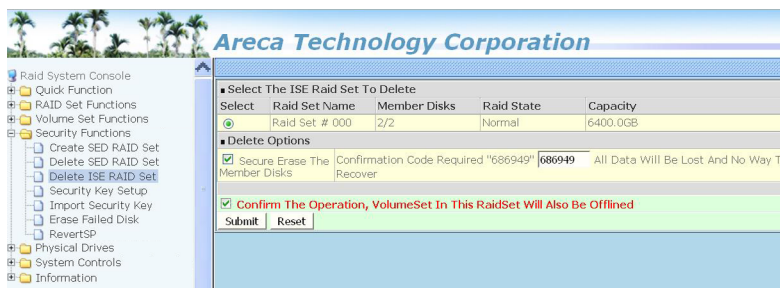 Areca Technology Corporation
Raid System Console
Quick Function
RAID Set Functions
Volume Set Functions
Security Functions
Create SED RAID Set
Delete SED RAID Set
Delete ISE RAID Set
Security Key Setup
Import Security Key
Erase Failed Disk
RevertSP
Physical Drives
System Controls
Information
Select The ISE Raid Set To Delete
Select Raid Set Name Member Disks Raid State Capacity
Raid Set # 000 2/2 Normal 6400.0GB
Delete Options
Secure Erase The Member Disks
Confirmation Code Required "686949" 686949 All Data Will Be Lost And No Way T
Recover
Confirm The Operation, VolumeSet In This RaidSet Will Also Be Offlined
Submit Reset